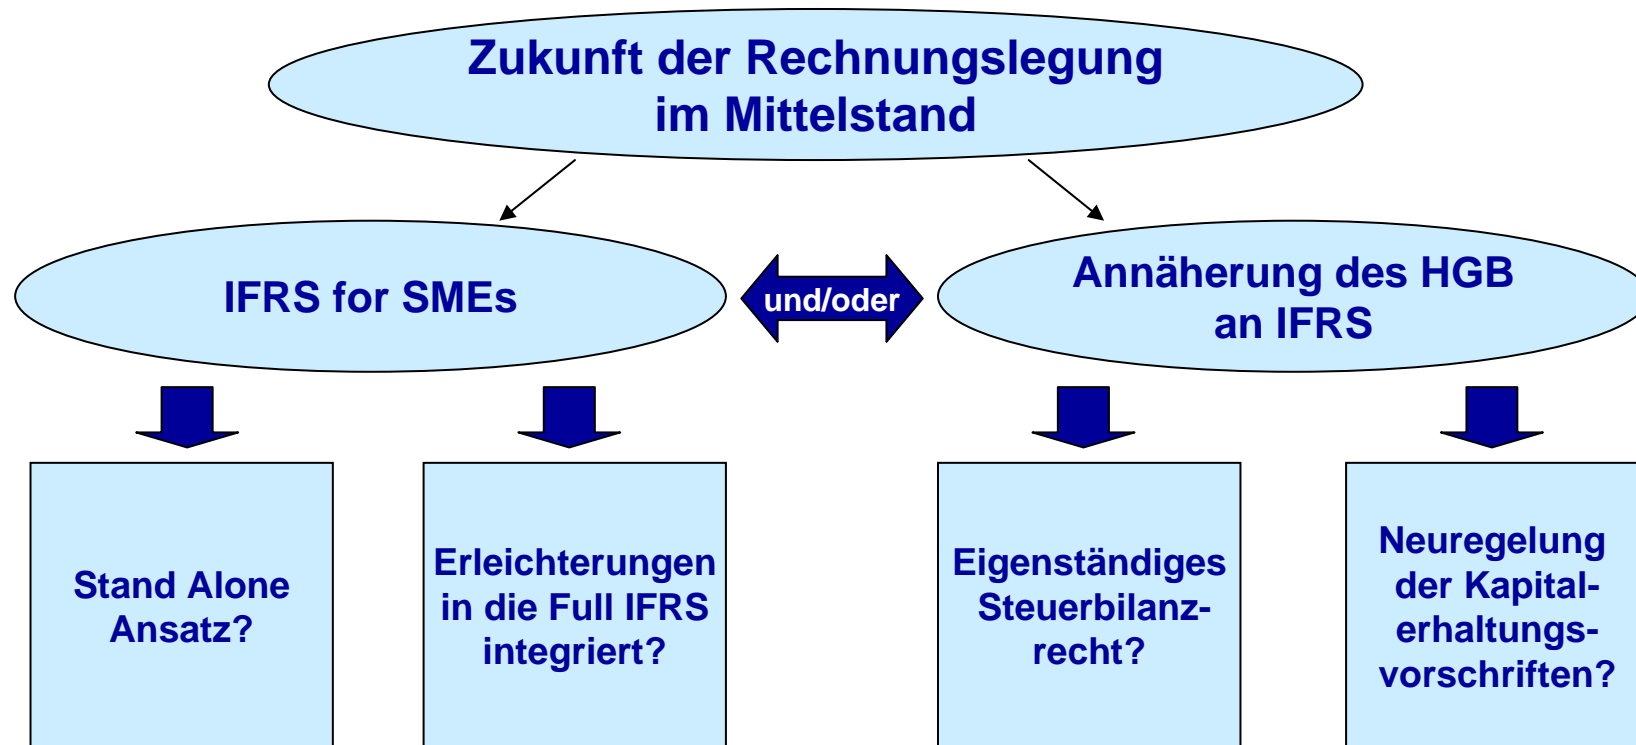 Zukunft der Rechnungslegung
im Mittelstand
IFRS for SMEs
und/oder
Annäherung des HGB
an IFRS
Stand Alone
Ansatz?
Erleichterungen
in die Full IFRS
integriert?
Eigenständiges
Steuerbilanz-
recht?
Neuregelung
der Kapital-
erhaltungs-
vorschriften?